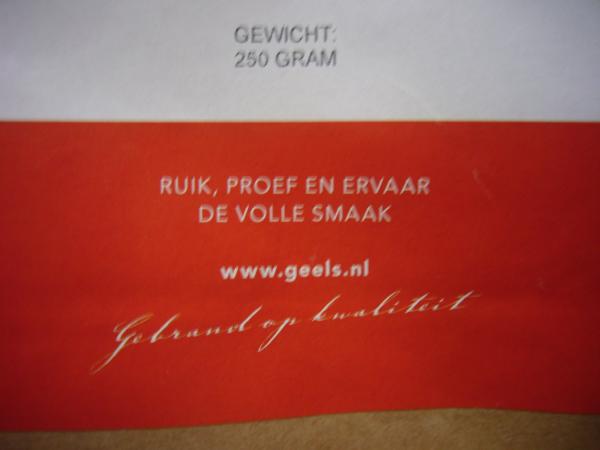 GEWICHT:
250 GRAM
RUIK, PROEF EN ERVAAR
DE VOLLE SMAAK
www.geels.nl
Gebrand op kwaliteit